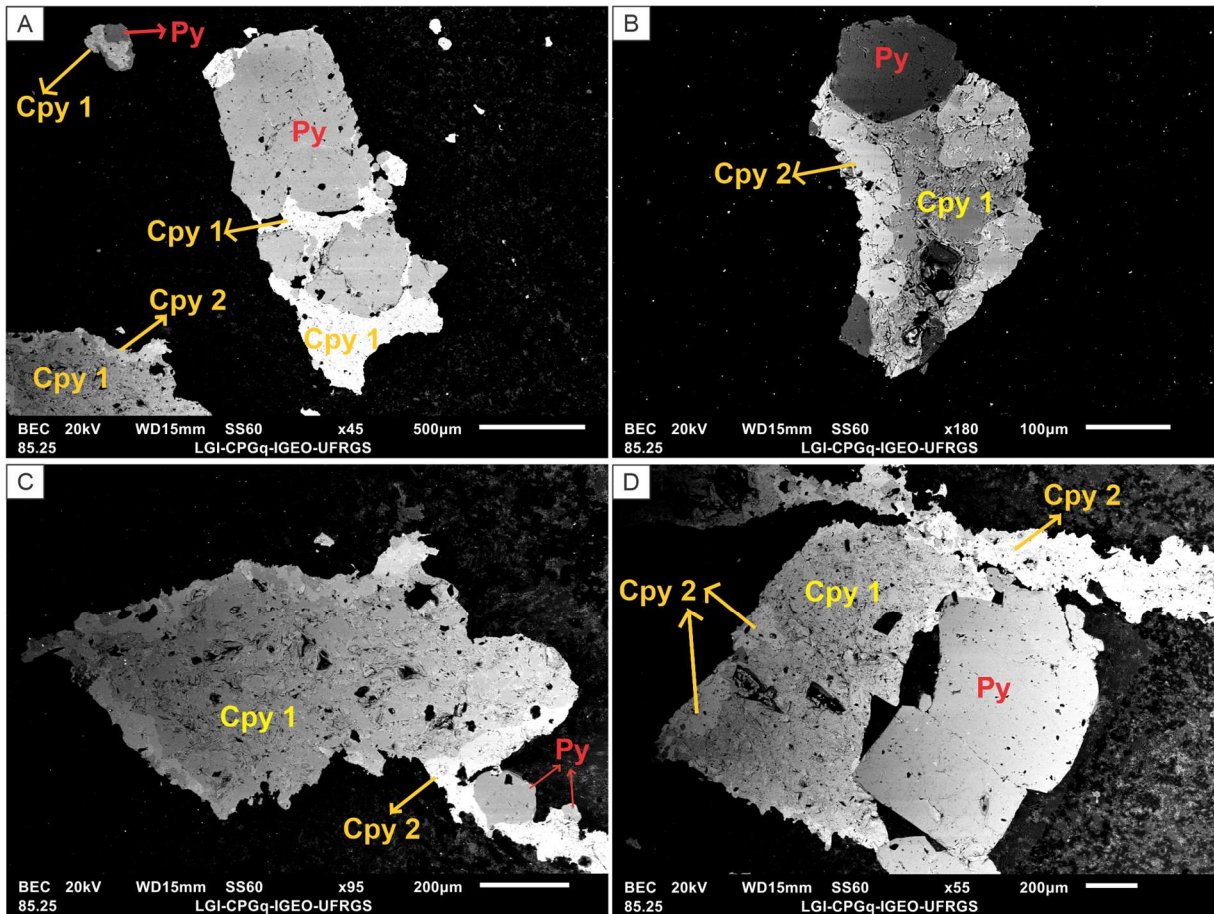 A
Py
Cpy 1
Py
Cpy 1
Cpy 2
Cpy 1
Cpy 1
BEC 20kV WD15mm SS60 x45 500µm
85.25 LGI-CPGq-IGEO-UFRGS
B
Py
Cpy 2
Cpy 1
BEC 20kV WD15mm SS60 x180 100µm
85.25 LGI-CPGq-IGEO-UFRGS
C
Cpy 1
Py
Cpy 2
BEC 20kV WD15mm SS60 x95 200µm
85.25 LGI-CPGq-IGEO-UFRGS
D
Cpy 2
Cpy 1
Cpy 2
Py
BEC 20kV WD15mm SS60 x55 200µm
85.25 LGI-CPGq-IGEO-UFRGS